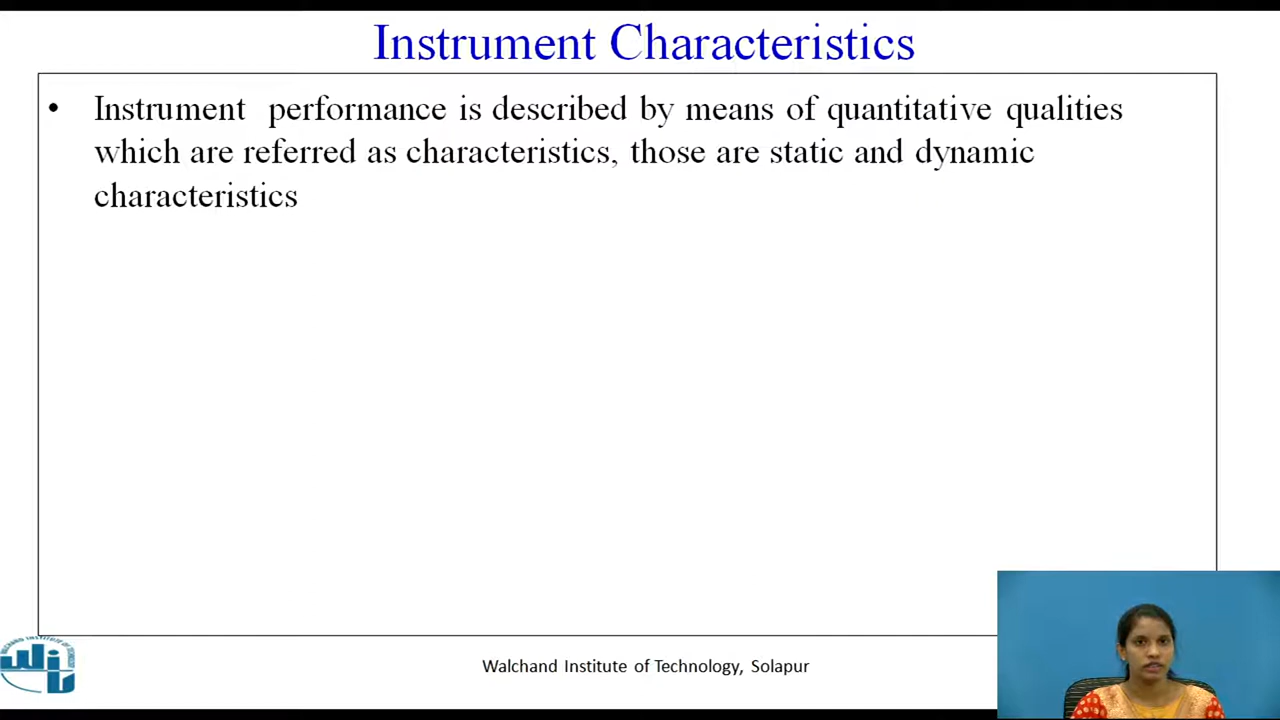 Instrument Characteristics
• Instrument performance is described by means of quantitative qualities
which are referred as characteristics, those are static and dynamic
characteristics
Walchand Institute of Technology, Solapur
WIT